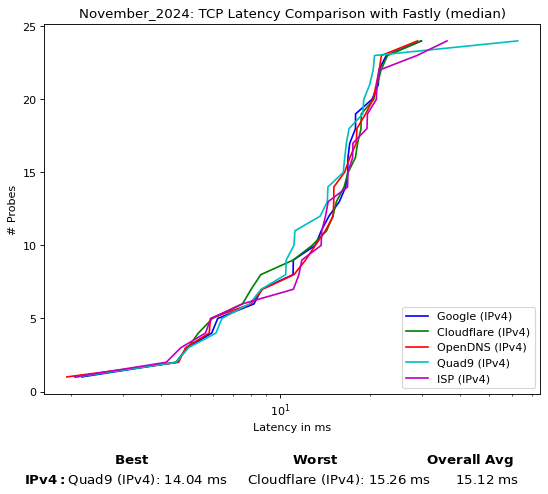 November_2024: TCP Latency Comparison with Fastly (median)
25
20
15
10
5
0
# Probes
Google (IPv4)
Cloudflare (IPv4)
OpenDNS (IPv4)
Quad9 (IPv4)
ISP (IPv4)
10¹
Latency in ms
Best Worst Overall Avg
IPv4: Quad9 (IPv4): 14.04 ms Cloudflare (IPv4): 15.26 ms 15.12 ms